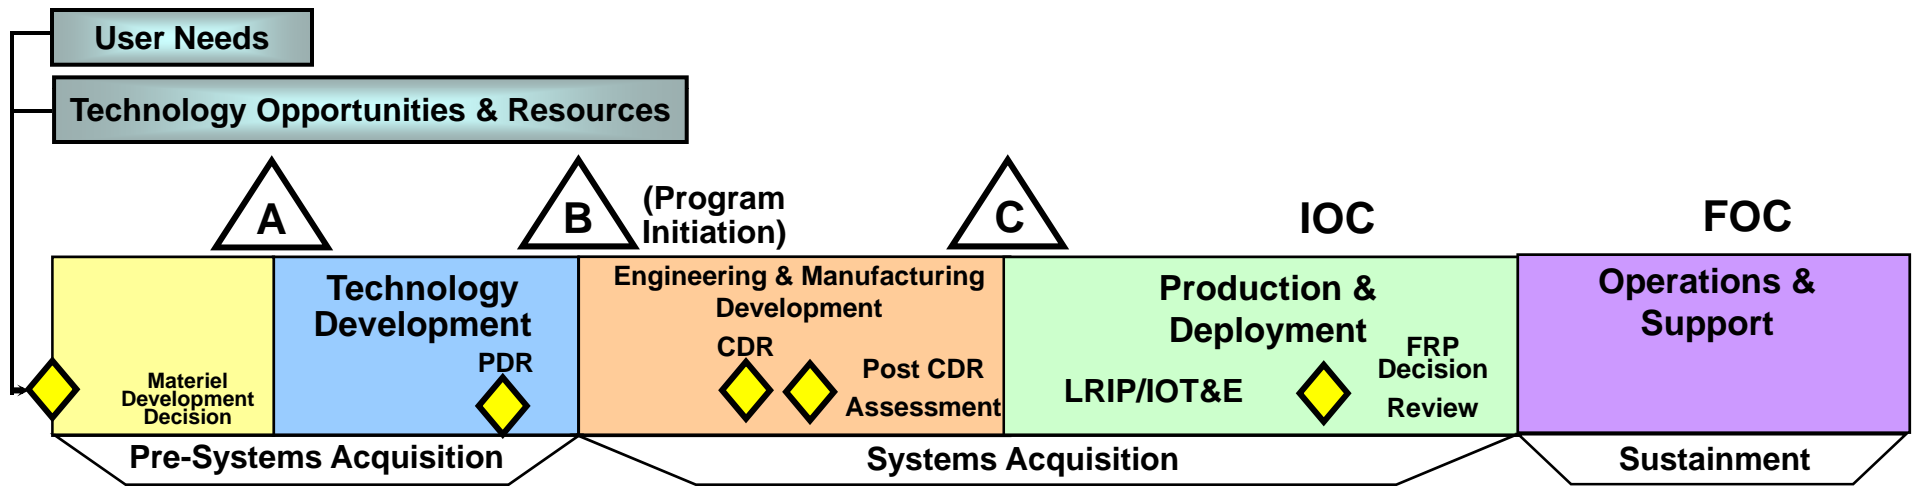 User Needs
Technology Opportunities & Resources
A
B
(Program
Initiation)
C
IOC
FOC
Materiel
Development
Decision
Technology
Development
PDR
Engineering & Manufacturing
Development
CDR
Post CDR
Assessment
Production &
Deployment
LRIP/IOT&E
FRP
Decision
Review
Operations &
Support
Pre-Systems Acquisition
Systems Acquisition
Sustainment